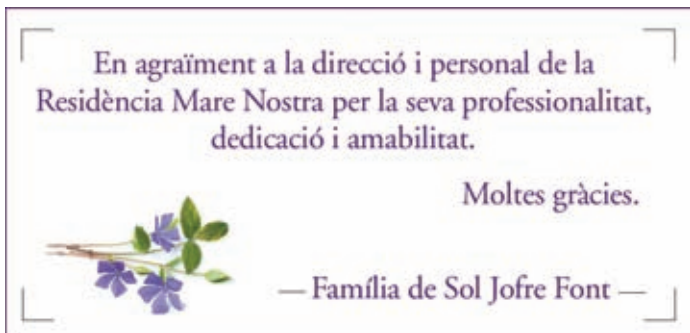 En agraïment a la direcció i personal de la
Residència Mare Nostra per la seva professionalitat,
dedicació i amabilitat.
Moltes gràcies.
— Família de Sol Jofre Font —